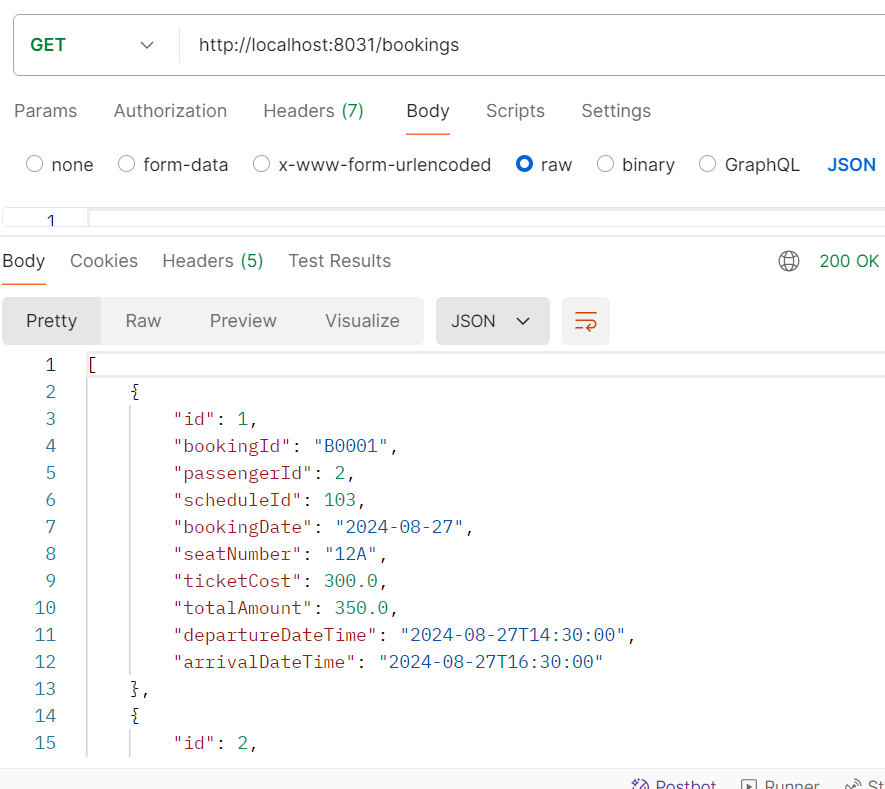 GET http://localhost:8031/bookings
Params Authorization Headers (7) Body Scripts Settings
none form-data x-www-form-urlencoded raw binary GraphQL JSON
1
Body Cookies Headers (5) Test Results 200 OK
Pretty Raw Preview Visualize JSON
1 [
2 {
3 "id": 1,
4 "bookingId": "B0001",
5 "passengerId": 2,
6 "scheduleId": 103,
7 "bookingDate": "2024-08-27",
8 "seatNumber": "12A",
9 "ticketCost": 300.0,
10 "totalAmount": 350.0,
11 "departureDateTime": "2024-08-27T14:30:00",
12 "arrivalDateTime": "2024-08-27T16:30:00"
13 },
14 {
15 "id": 2,
Postbot Runner St